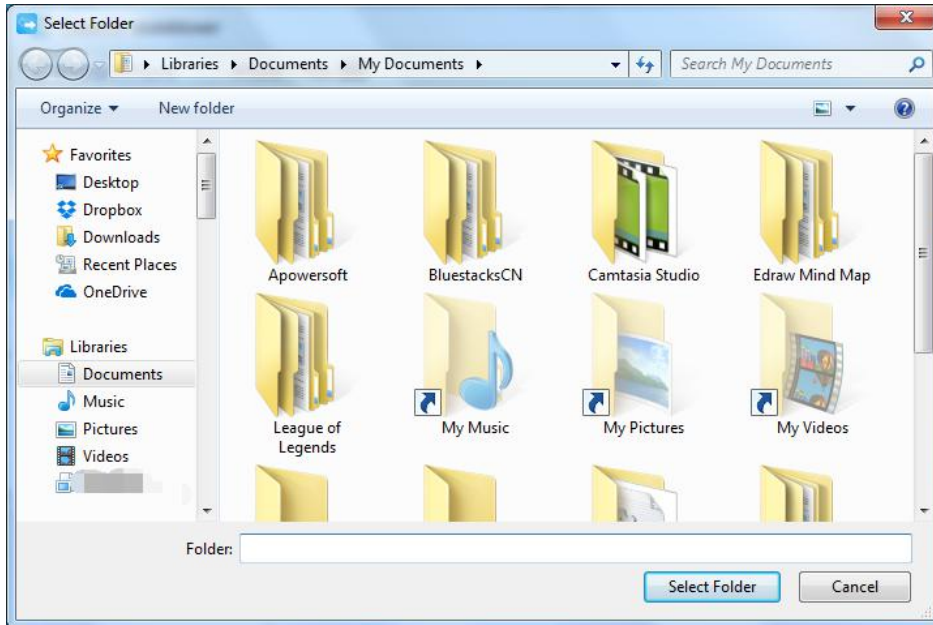 Select Folder
Libraries Documents My Documents
Search My Documents
Organize New folder
Favorites
Desktop
Dropbox
Downloads
Recent Places
OneDrive
Libraries
Documents
Music
Pictures
Videos
Apowersoft BluestacksCN Camtasia Studio Edraw Mind Map
League of My Music My Pictures My Videos
Legends
Folder:
Select Folder Cancel